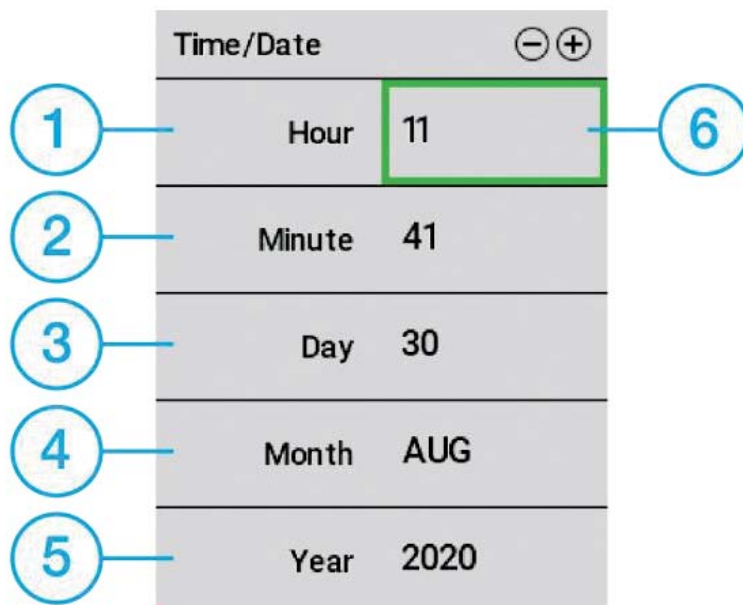 Time/Date
1 Hour 11 6
2 Minute 41
3 Day 30
4 Month AUG
5 Year 2020